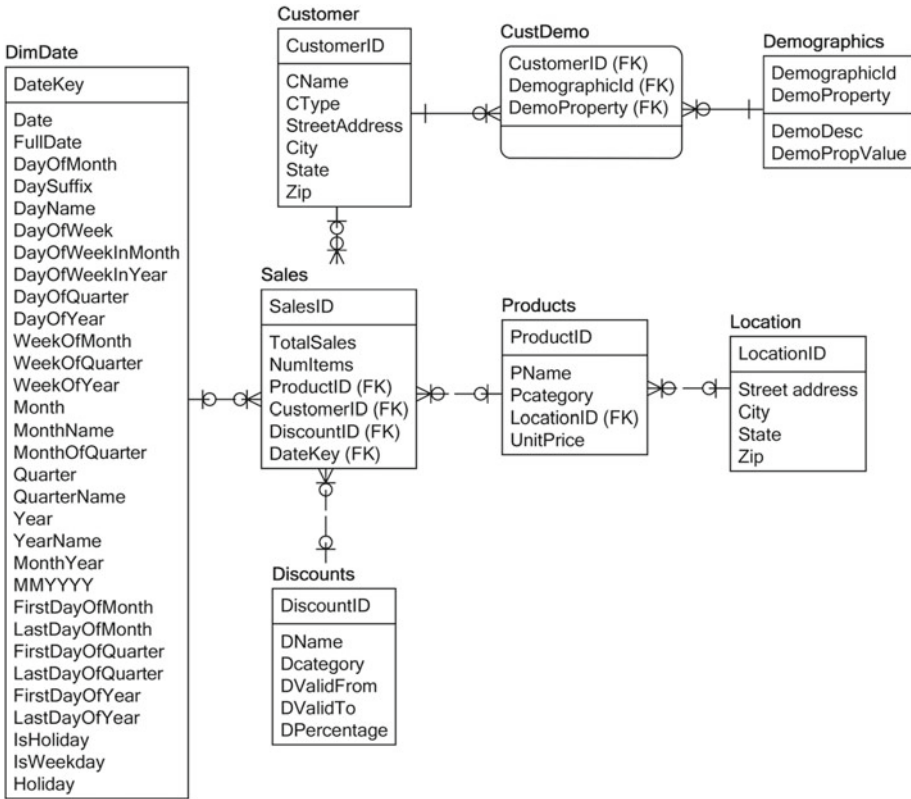 DimDate
DateKey
Date
FullDate
DayOfMonth
DaySuffix
DayName
DayOfWeek
DayOfWeekInMonth
DayOfWeekInYear
DayOfQuarter
DayOfYear
WeekOfMonth
WeekOfQuarter
WeekOfYear
Month
MonthName
MonthOfQuarter
Quarter
QuarterName
Year
YearName
MonthYear
MMYYYY
FirstDayOfMonth
LastDayOfMonth
FirstDayOfQuarter
LastDayOfQuarter
FirstDayOfYear
LastDayOfYear
IsHoliday
IsWeekday
Holiday
Customer
CustomerID
CName
CType
StreetAddress
City
State
Zip
CustDemo
CustomerID (FK)
DemographicId (FK)
DemoProperty (FK)
Demographics
DemographicId
DemoProperty
DemoDesc
DemoPropValue
Sales
SalesID
TotalSales
NumItems
ProductID (FK)
CustomerID (FK)
DiscountID (FK)
DateKey (FK)
Products
ProductID
PName
Pcategory
LocationID (FK)
UnitPrice
Location
LocationID
Street address
City
State
Zip
Discounts
DiscountID
DName
Dcategory
DValidFrom
DValidTo
DPercentage